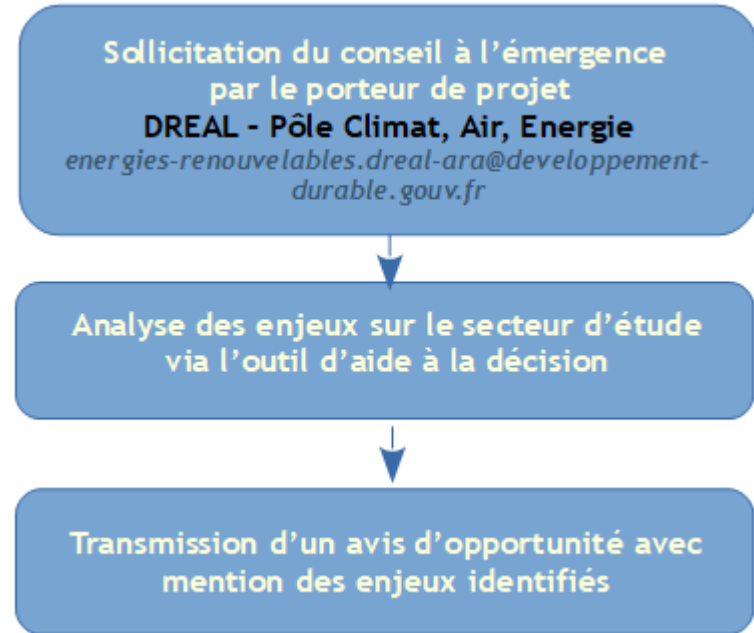 Sollicitation du conseil à l’émergence
par le porteur de projet
DREAL – Pôle Climat, Air, Energie
energies-renouvelables.dreal-ara@developpement-
durable.gouv.fr
Analyse des enjeux sur le secteur d’étude
via l’outil d’aide à la décision
Transmission d’un avis d’opportunité avec
mention des enjeux identifiés